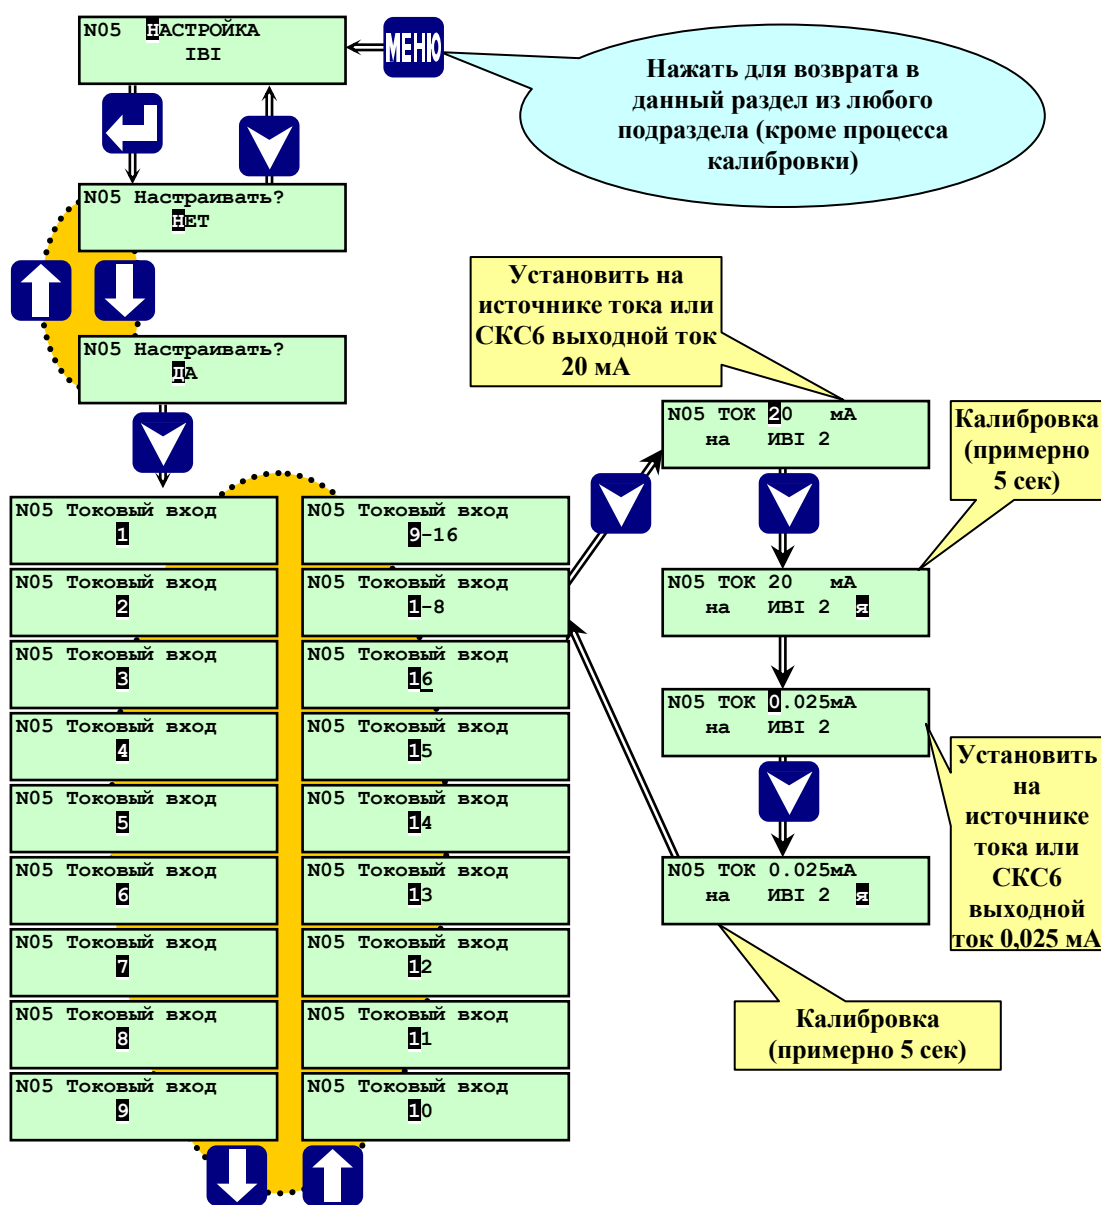 N05 НАСТРОЙКА
IBI
МЕНЮ
Нажать для возврата в
данный раздел из любого
подраздела (кроме процесса
калибровки)
N05 Настраивать?
НЕТ
N05 Настраивать?
ДА
Установить на
источнике тока или
СКС6 выходной ток
20 мА
N05 ТОК 20 мА
на ИВI 2
Калибровка
(примерно
5 сек)
N05 ТОК 20 мА
на ИВI 2 я
N05 ТОК 0.025мА
на ИВI 2
Установить
на
источнике
тока или
СКС6
выходной
ток 0,025 мА
N05 ТОК 0.025мА
на ИВI 2 я
Калибровка
(примерно 5 сек)
N05 Токовый вход
1
N05 Токовый вход
2
N05 Токовый вход
3
N05 Токовый вход
4
N05 Токовый вход
5
N05 Токовый вход
6
N05 Токовый вход
7
N05 Токовый вход
8
N05 Токовый вход
9
N05 Токовый вход
9-16
N05 Токовый вход
1-8
N05 Токовый вход
16
N05 Токовый вход
15
N05 Токовый вход
14
N05 Токовый вход
13
N05 Токовый вход
12
N05 Токовый вход
11
N05 Токовый вход
10